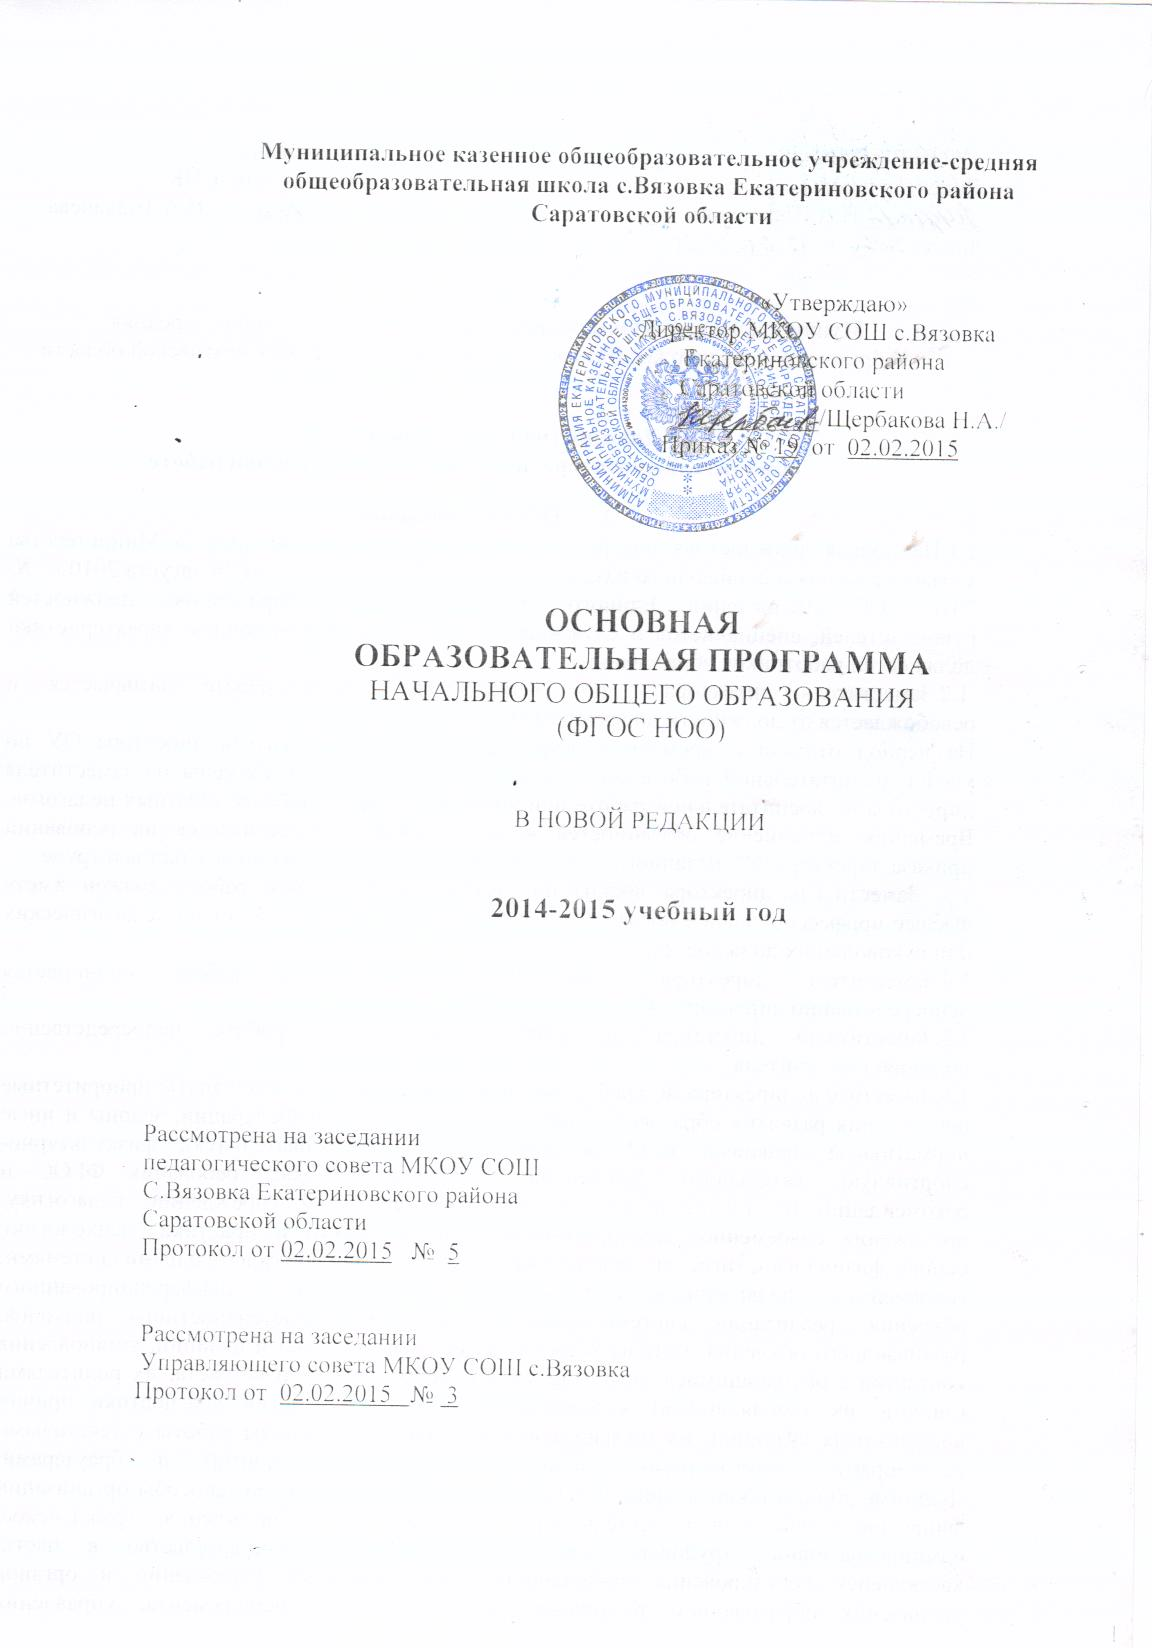 Муниципальное казенное общеобразовательное учреждение-средняя
общеобразовательная школа с.Вязовка Екатериновского района
Саратовской области
«Утверждаю»
Директор МКОУ СОШ с.Вязовка
Екатериновского района
Саратовской области
/Щербакова Н.А./
Приказ № 19 от 02.02.2015
ОСНОВНАЯ
ОБРАЗОВАТЕЛЬНАЯ ПРОГРАММА
НАЧАЛЬНОГО ОБЩЕГО ОБРАЗОВАНИЯ
(ФГОС НОО)
В НОВОЙ РЕДАКЦИИ
2014-2015 учебный год
Рассмотрена на заседании
педагогического совета МКОУ СОШ
С.Вязовка Екатериновского района
Саратовской области
Протокол от 02.02.2015 № 5
Рассмотрена на заседании
Управляющего совета МКОУ СОШ с.Вязовка
Протокол от 02.02.2015 № 3